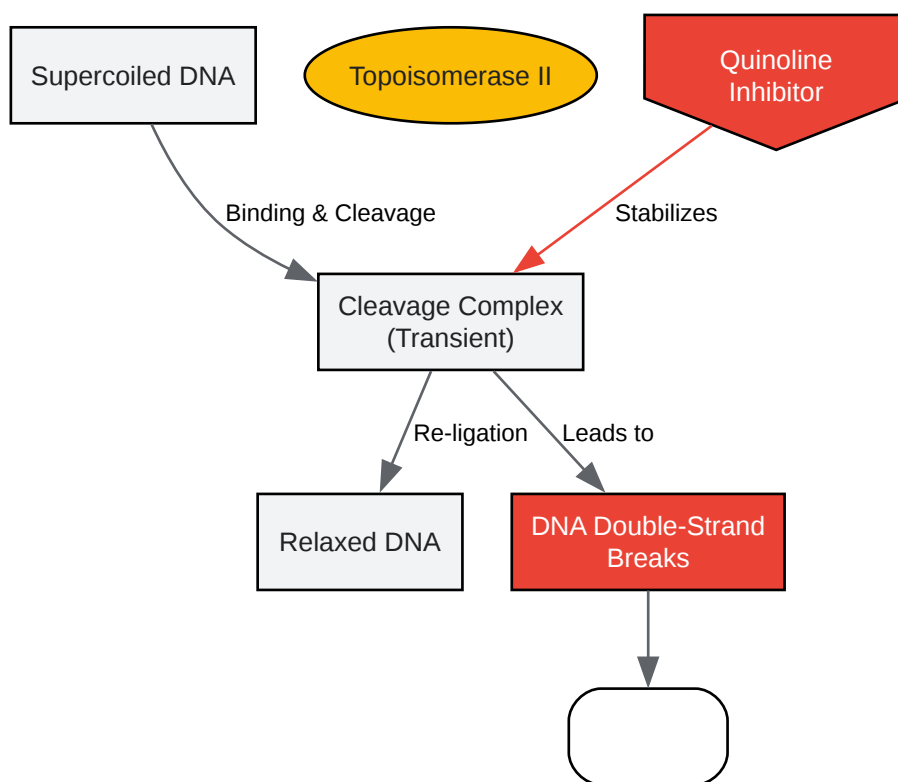 Supercoiled DNA
Topoisomerase II
Quinoline
Inhibitor
Binding & Cleavage
Stabilizes
Cleavage Complex
(Transient)
Re-ligation
Leads to
Relaxed DNA
DNA Double-Strand
Breaks